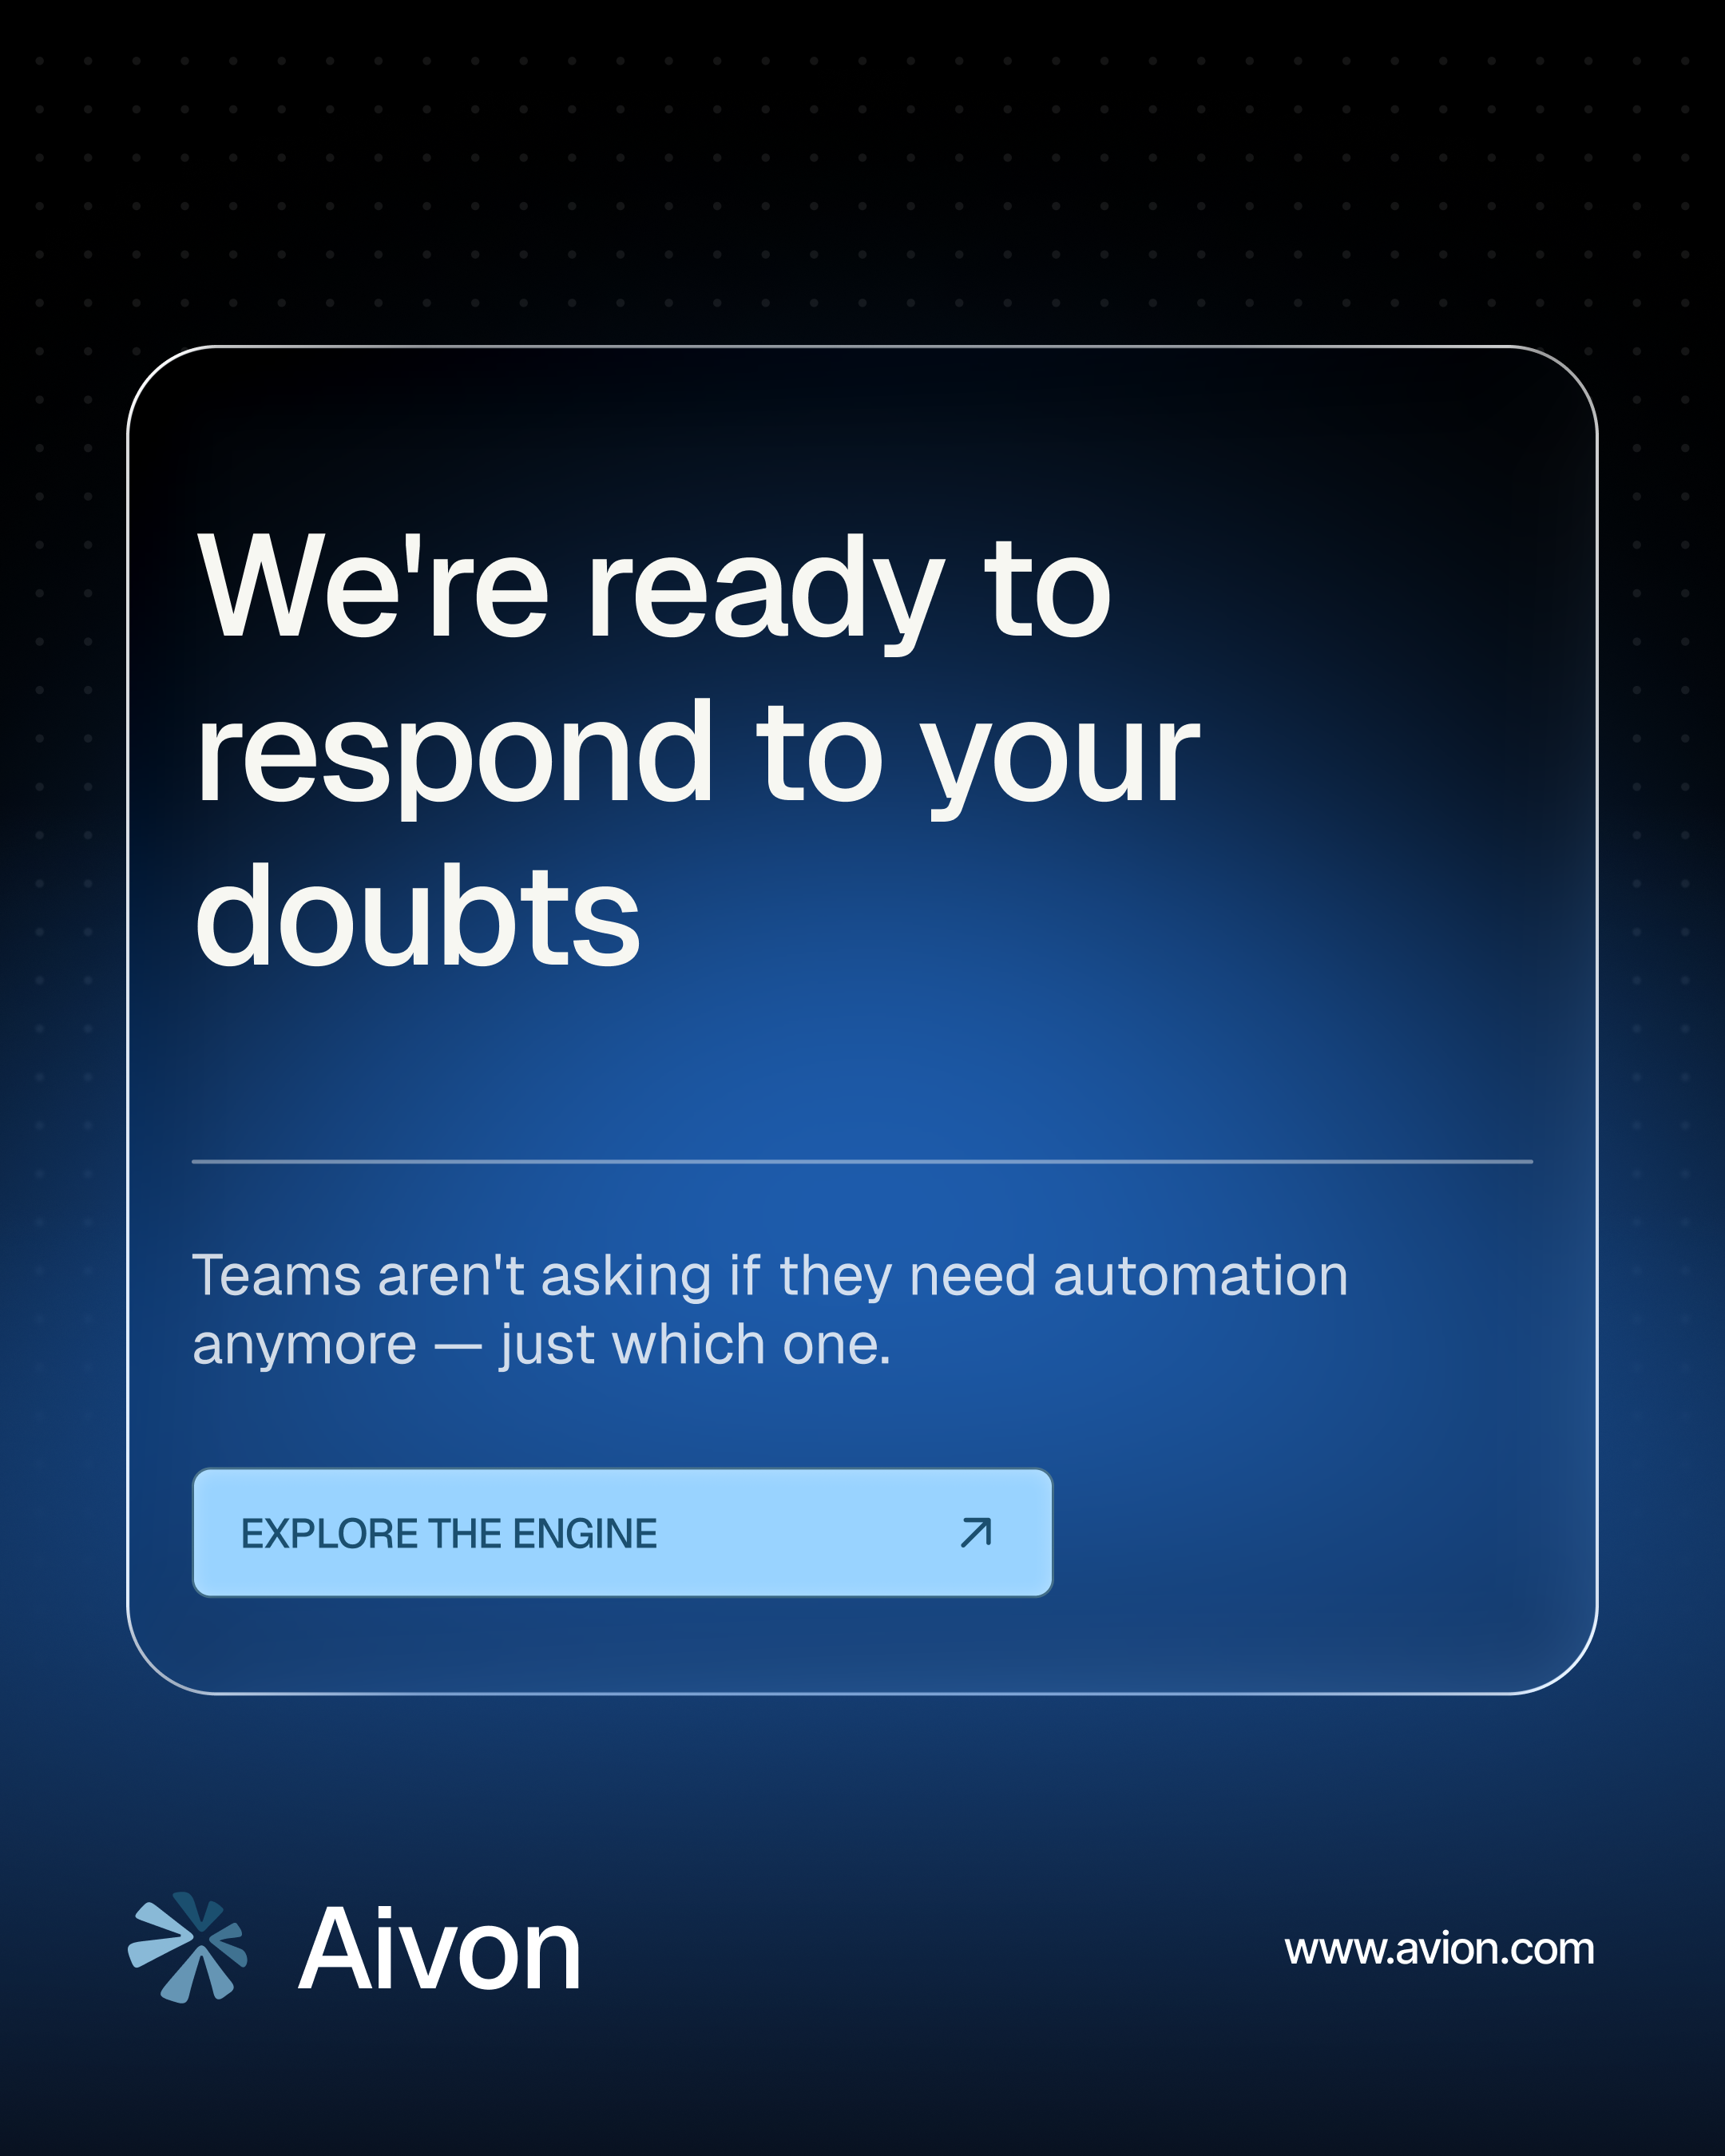 We're ready to
respond to your
doubts
Teams aren't asking if they need automation
anymore — just which one.
EXPLORE THE ENGINE
Aivon
www.avion.com